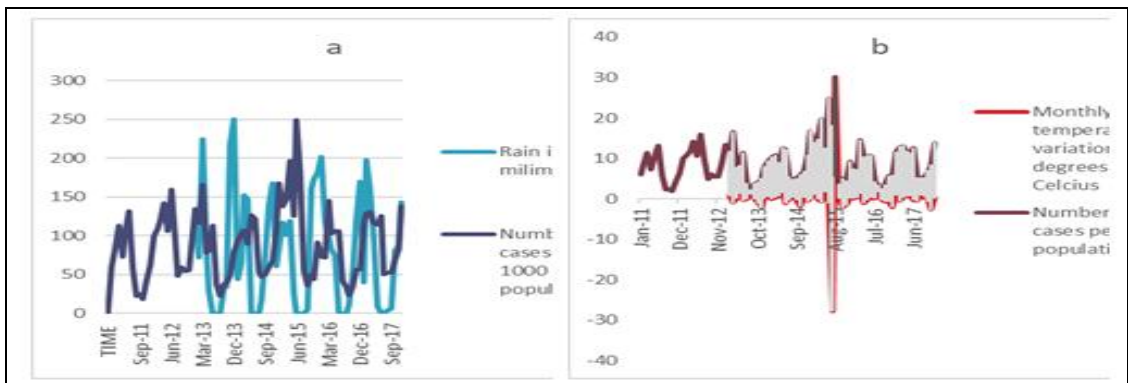 a
300
250
200
150
100
50
0
TIME
Sep-11
Jun-12
Mar-13
Dec-13
Sep-14
Jun-15
Mar-16
Dec-16
Sep-17
Rain i
milim
Numb
cases
1000
popul
b
40
30
20
10
0
-10
-20
-30
-40
Jan-11
Dec-11
Nov-12
Oct-13
Sep-14
Aug-15
Jul-16
Jun-17
Monthly
tempera
variation
degrees
Celcius
Number
cases pe
populati